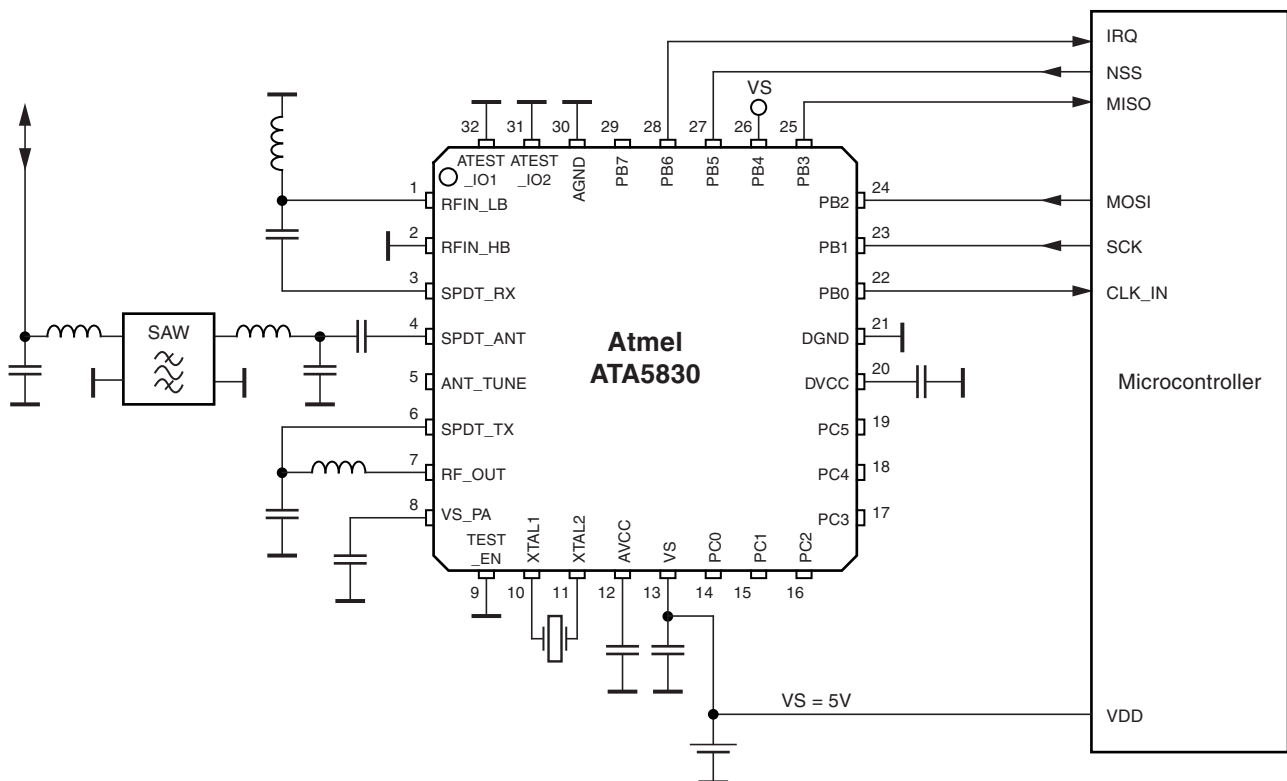 IRQ
NSS
VS
MISO
32 31 30 29 28 27 26 25
ATEST
_IO1
ATEST
_IO2
AGND
PB7
PB6
PB5
PB4
PB3
1
RFIN_LB
PB2
24
MOSI
2
RFIN_HB
PB1
23
SCK
3
SPDT_RX
PB0
22
CLK_IN
SAW
4
SPDT_ANT
Atmel
ATA5830
DGND
21
5
ANT_TUNE
DVCC
20
Microcontroller
6
SPDT_TX
PC5
19
7
RF_OUT
PC4
18
8
VS_PA
PC3
17
TEST
_EN
XTAL1
XTAL2
AVCC
VS
PC0
PC1
PC2
9 10 11 12 13 14 15 16
VS = 5V
VDD